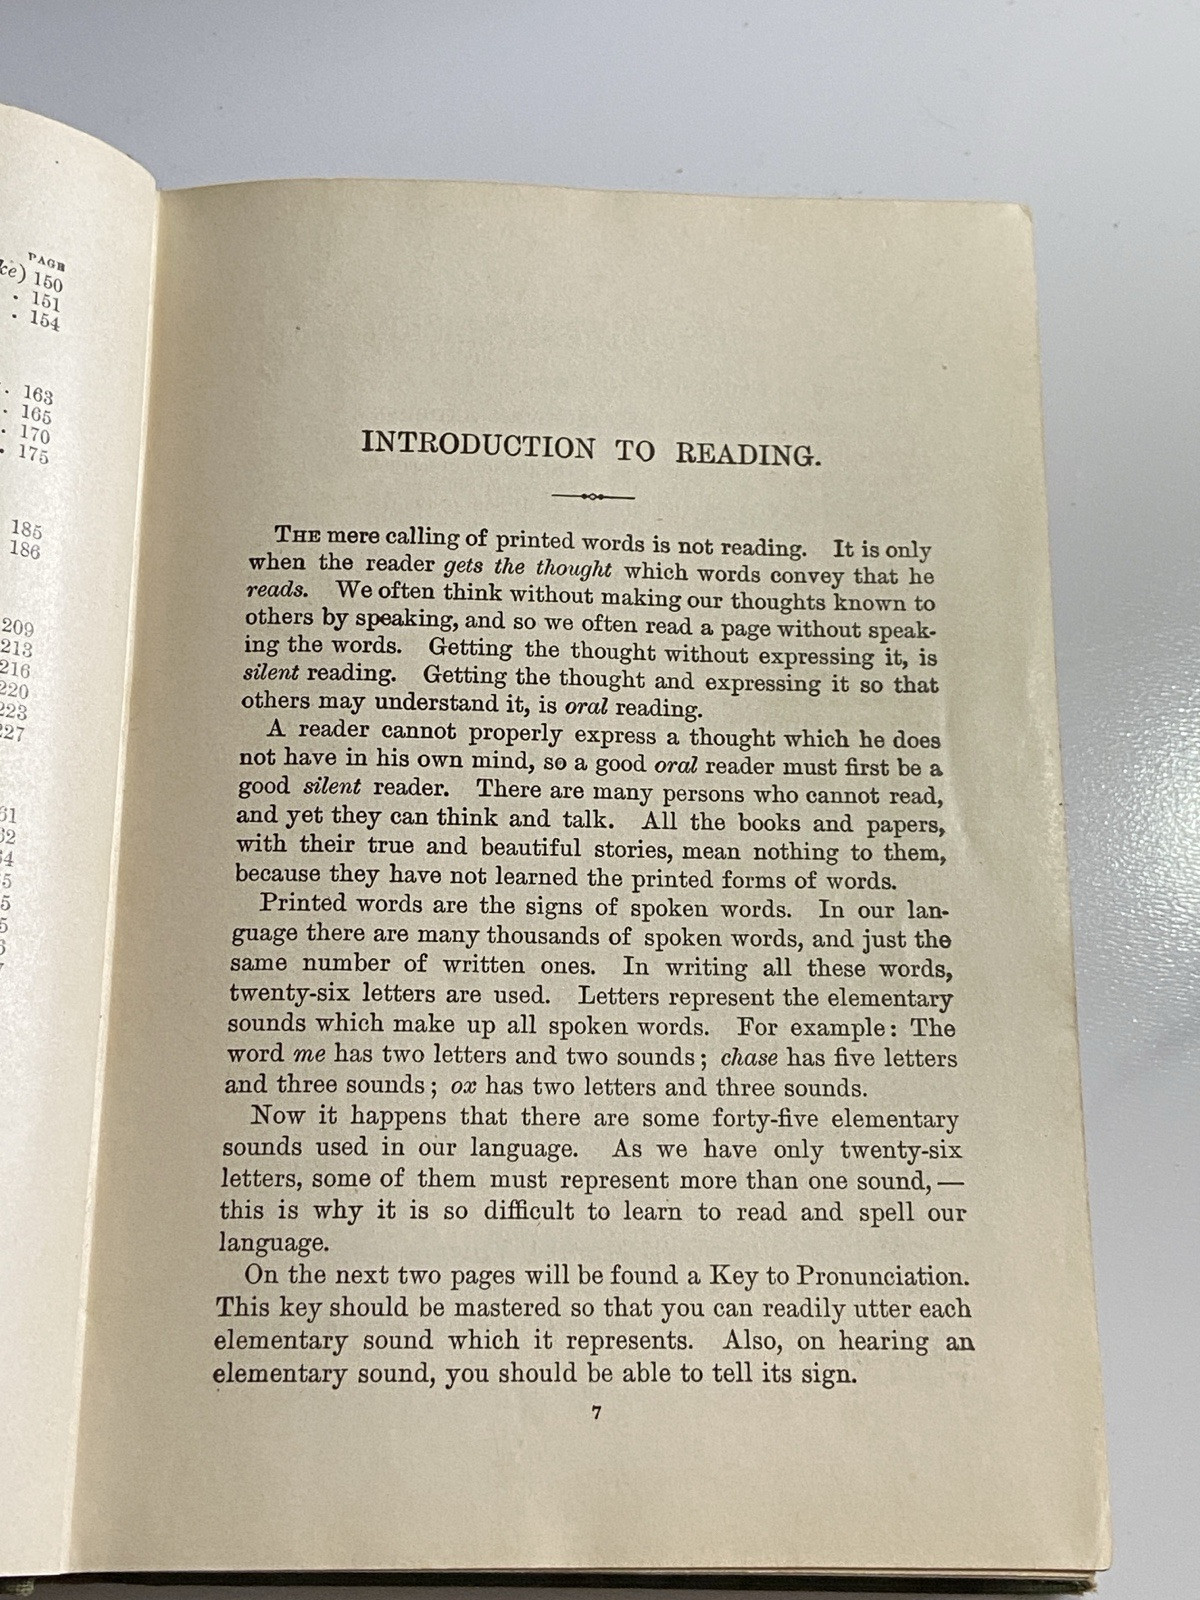 PAGE
ke) 150
. 151
. 154
. 163
. 165
. 170
. 175
185
186
209
213
216
220
223
227
INTRODUCTION TO READING.
THE mere calling of printed words is not reading. It is only
when the reader gets the thought which words convey that he
reads. We often think without making our thoughts known to
others by speaking, and so we often read a page without speak-
ing the words. Getting the thought without expressing it, is
silent reading. Getting the thought and expressing it so that
others may understand it, is oral reading.
A reader cannot properly express a thought which he does
not have in his own mind, so a good oral reader must first be a
good silent reader. There are many persons who cannot read,
and yet they can think and talk. All the books and papers,
with their true and beautiful stories, mean nothing to them,
because they have not learned the printed forms of words.
Printed words are the signs of spoken words. In our lan-
guage there are many thousands of spoken words, and just the
same number of written ones. In writing all these words,
twenty-six letters are used. Letters represent the elementary
sounds which make up all spoken words. For example: The
word me has two letters and two sounds; chase has five letters
and three sounds; ox has two letters and three sounds.
Now it happens that there are some forty-five elementary
sounds used in our language. As we have only twenty-six
letters, some of them must represent more than one sound,—
this is why it is so difficult to learn to read and spell our
language.
On the next two pages will be found a Key to Pronunciation.
This key should be mastered so that you can readily utter each
elementary sound which it represents. Also, on hearing an
elementary sound, you should be able to tell its sign.
7